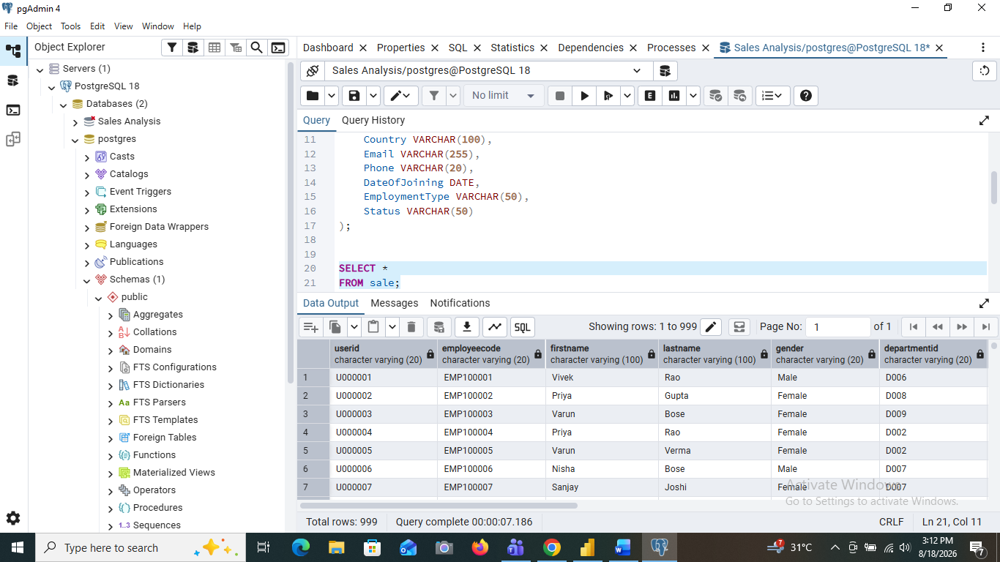 pgAdmin 4
File Object Tools Edit View Window Help
Object Explorer
Servers (1)
PostgreSQL 18
Databases (2)
Sales Analysis
postgres
Casts
Catalogs
Event Triggers
Extensions
Foreign Data Wrappers
Languages
Publications
Schemas (1)
public
Aggregates
Collations
Domains
FTS Configurations
FTS Dictionaries
Aa FTS Parsers
FTS Templates
Foreign Tables
Functions
Materialized Views
Operators
Procedures
1..3 Sequences
Dashboard Properties SQL Statistics Dependencies Processes Sales Analysis/postgres@PostgreSQL 18*
Sales Analysis/postgres@PostgreSQL 18
No limit E
Query Query History
11 Country VARCHAR(100),
12 Email VARCHAR(255),
13 Phone VARCHAR(20),
14 DateOfJoining DATE,
15 EmploymentType VARCHAR(50),
16 Status VARCHAR(50)
17 );
18
19
20 SELECT *
21 FROM sale;
Data Output Messages Notifications
SQL Showing rows: 1 to 999 Page No: 1 of 1
userid employeecode firstname lastname gender departmentid
character varying (20) character varying (20) character varying (100) character varying (100) character varying (20) character varying (20)
1 U000001 EMP100001 Vivek Rao Male D006
2 U000002 EMP100002 Priya Gupta Female D008
3 U000003 EMP100003 Varun Bose Female D009
4 U000004 EMP100004 Priya Rao Female D002
5 U000005 EMP100005 Varun Verma Female D002
6 U000006 EMP100006 Nisha Bose Male D007
7 U000007 EMP100007 Sanjay Joshi Female D007
Activate Windows
Go to Settings to activate Windows.
Total rows: 999 Query complete 00:00:07.186 CRLF Ln 21, Col 11
Type here to search
7 31°C
3:12 PM
8/18/2026
7